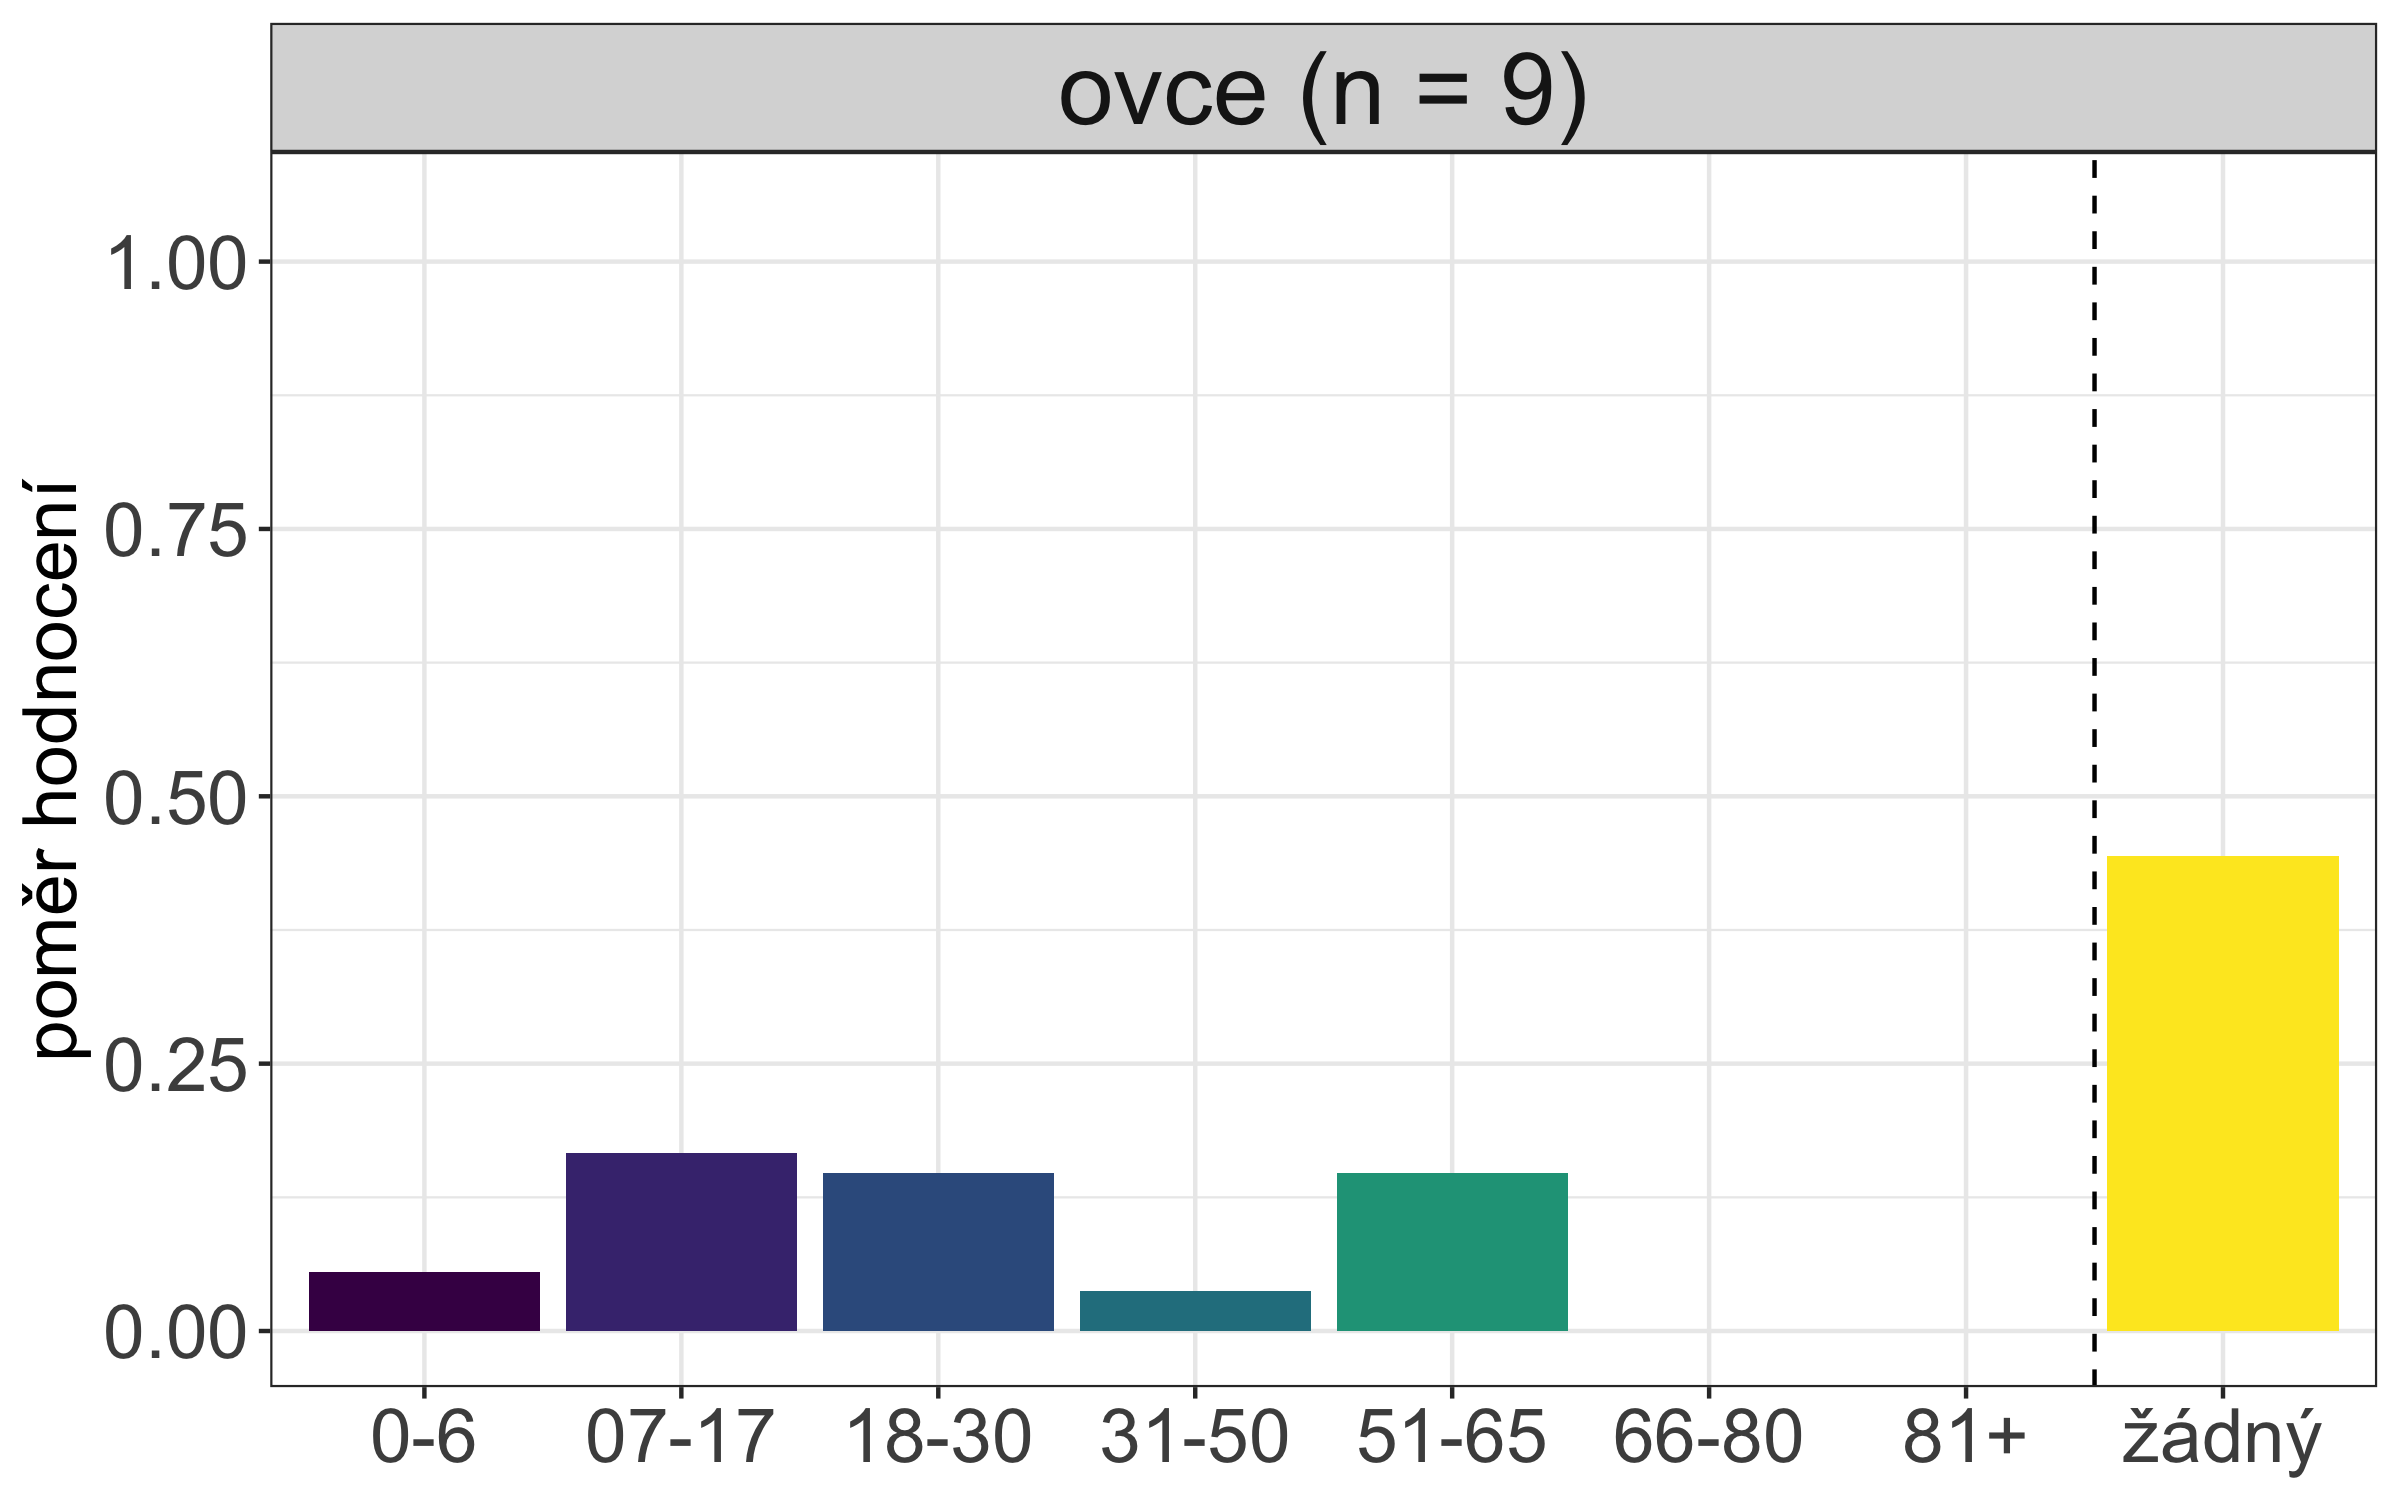 ovce (n = 9)
poměr hodnocení
1.00
0.75
0.50
0.25
0.00
0-6 07-17 18-30 31-50 51-65 66-80 81+ žádný